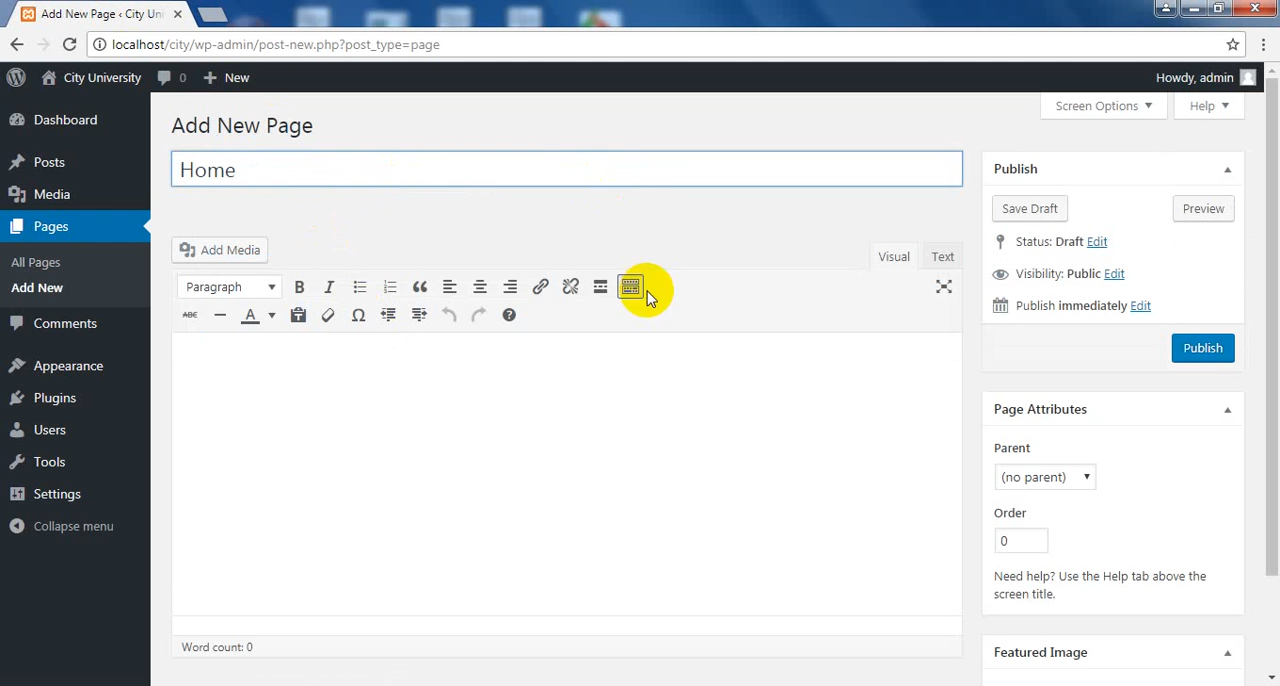 Add New Page ‹ City Uni
localhost/city/wp-admin/post-new.php?post_type=page
City University 0 New Howdy, admin
Screen Options Help
Dashboard
Posts
Media
Pages
All Pages
Add New
Comments
Appearance
Plugins
Users
Tools
Settings
Collapse menu
Add New Page
Home
Add Media
Visual Text
Paragraph B I
ABC A Ω
Word count: 0
Publish
Save Draft Preview
Status: Draft Edit
Visibility: Public Edit
Publish immediately Edit
Publish
Page Attributes
Parent
(no parent)
Order
0
Need help? Use the Help tab above the
screen title.
Featured Image